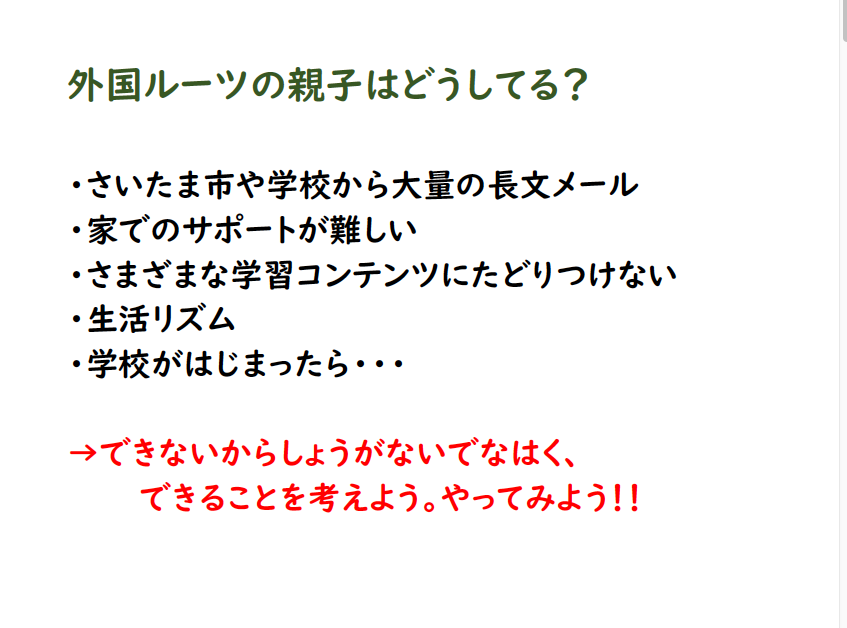 外国ルーツの親子はどうしてる？
・さいたま市や学校から大量の長文メール
・家でのサポートが難しい
・さまざまな学習コンテンツにたどりつけない
・生活リズム
・学校がはじまったら・・・
→できないからしょうがないでなはく、
できることを考えよう。やってみよう！！